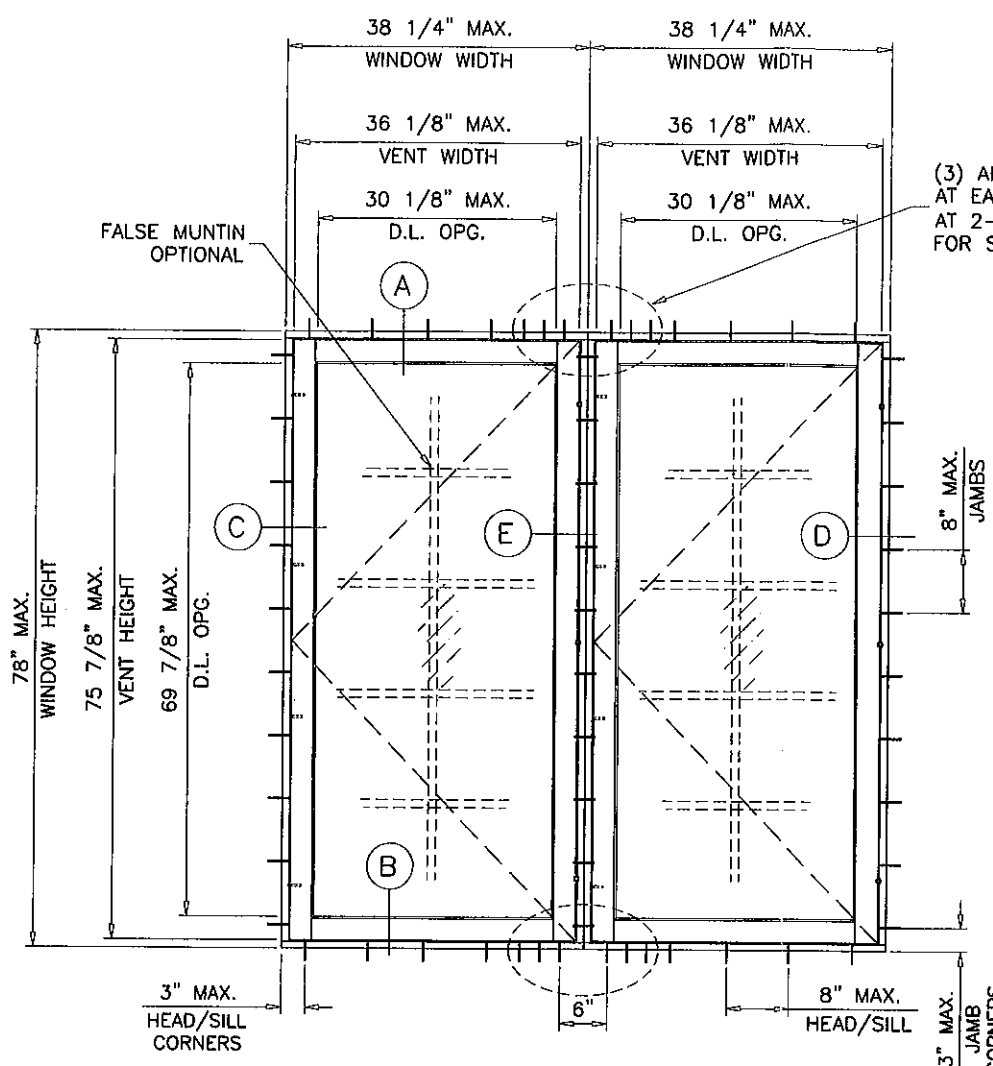 38 1/4" MAX.
WINDOW WIDTH
38 1/4" MAX.
WINDOW WIDTH
36 1/8" MAX.
VENT WIDTH
36 1/8" MAX.
VENT WIDTH
30 1/8" MAX.
D.L. OPG.
30 1/8" MAX.
D.L. OPG.
(3)
AT
AT 2-
FOR
FALSE MUNTIN
OPTIONAL
A
C
E
D
B
78" MAX.
WINDOW HEIGHT
75 7/8" MAX.
VENT HEIGHT
69 7/8" MAX.
D.L. OPG.
8" MAX.
JAMBS
3" MAX.
HEAD/SILL
CORNERS
6"
8" MAX.
HEAD/SILL
3" MAX.
JAMB
CORNERS